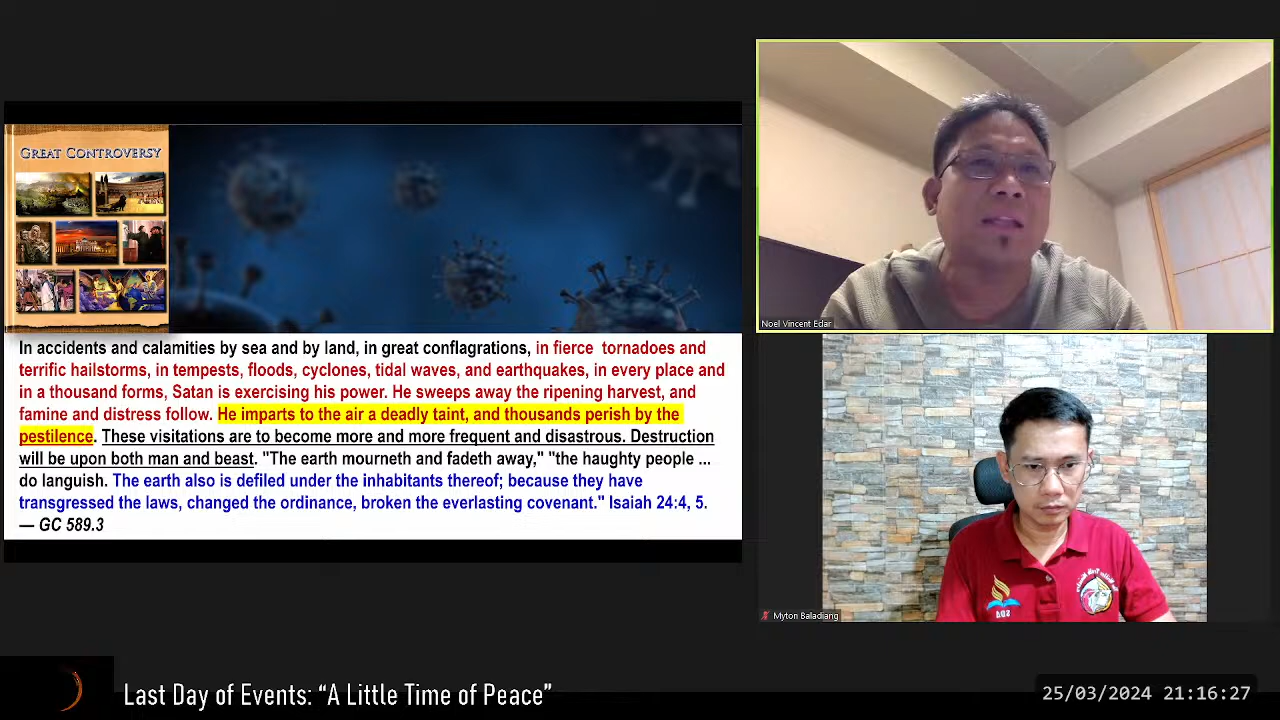 GREAT CONTROVERSY
In accidents and calamities by sea and by land, in great conflagrations, in fierce tornadoes and
terrific hailstorms, in tempests, floods, cyclones, tidal waves, and earthquakes, in every place and
in a thousand forms, Satan is exercising his power. He sweeps away the ripening harvest, and
famine and distress follow. He imparts to the air a deadly taint, and thousands perish by the
pestilence. These visitations are to become more and more frequent and disastrous. Destruction
will be upon both man and beast. "The earth mourneth and fadeth away," "the haughty people ...
do languish. The earth also is defiled under the inhabitants thereof; because they have
transgressed the laws, changed the ordinance, broken the everlasting covenant." Isaiah 24:4, 5.
— GC 589.3
Noel Vincent Edar
SDA
Myton Baladiang
Last Day of Events: “A Little Time of Peace”
25/03/2024 21:16:27